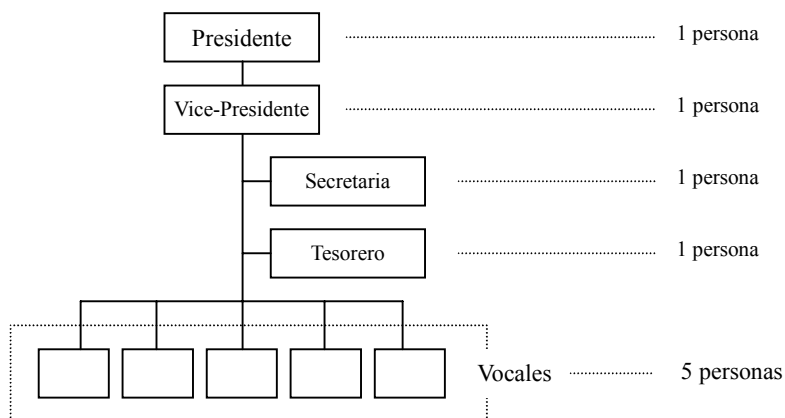 Presidente 1 persona
Vice-Presidente 1 persona
Secretaria 1 persona
Tesorero 1 persona
Vocales 5 personas